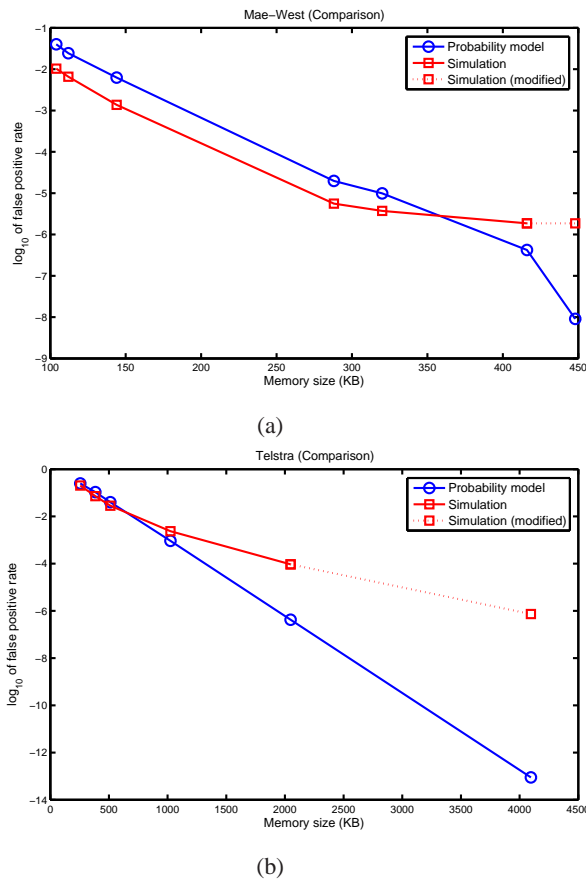 Mae−West (Comparison)
−1
−2
−3
−4
−5
−6
−7
−8
−9
log10 of false positive rate
Probability model
Simulation
Simulation (modified)
100 150 200 250 300 350 400 450
Memory size (KB)
(a)
Telstra (Comparison)
0
−2
−4
−6
−8
−10
−12
−14
log10 of false positive rate
Probability model
Simulation
Simulation (modified)
0 500 1000 1500 2000 2500 3000 3500 4000 4500
Memory size (KB)
(b)